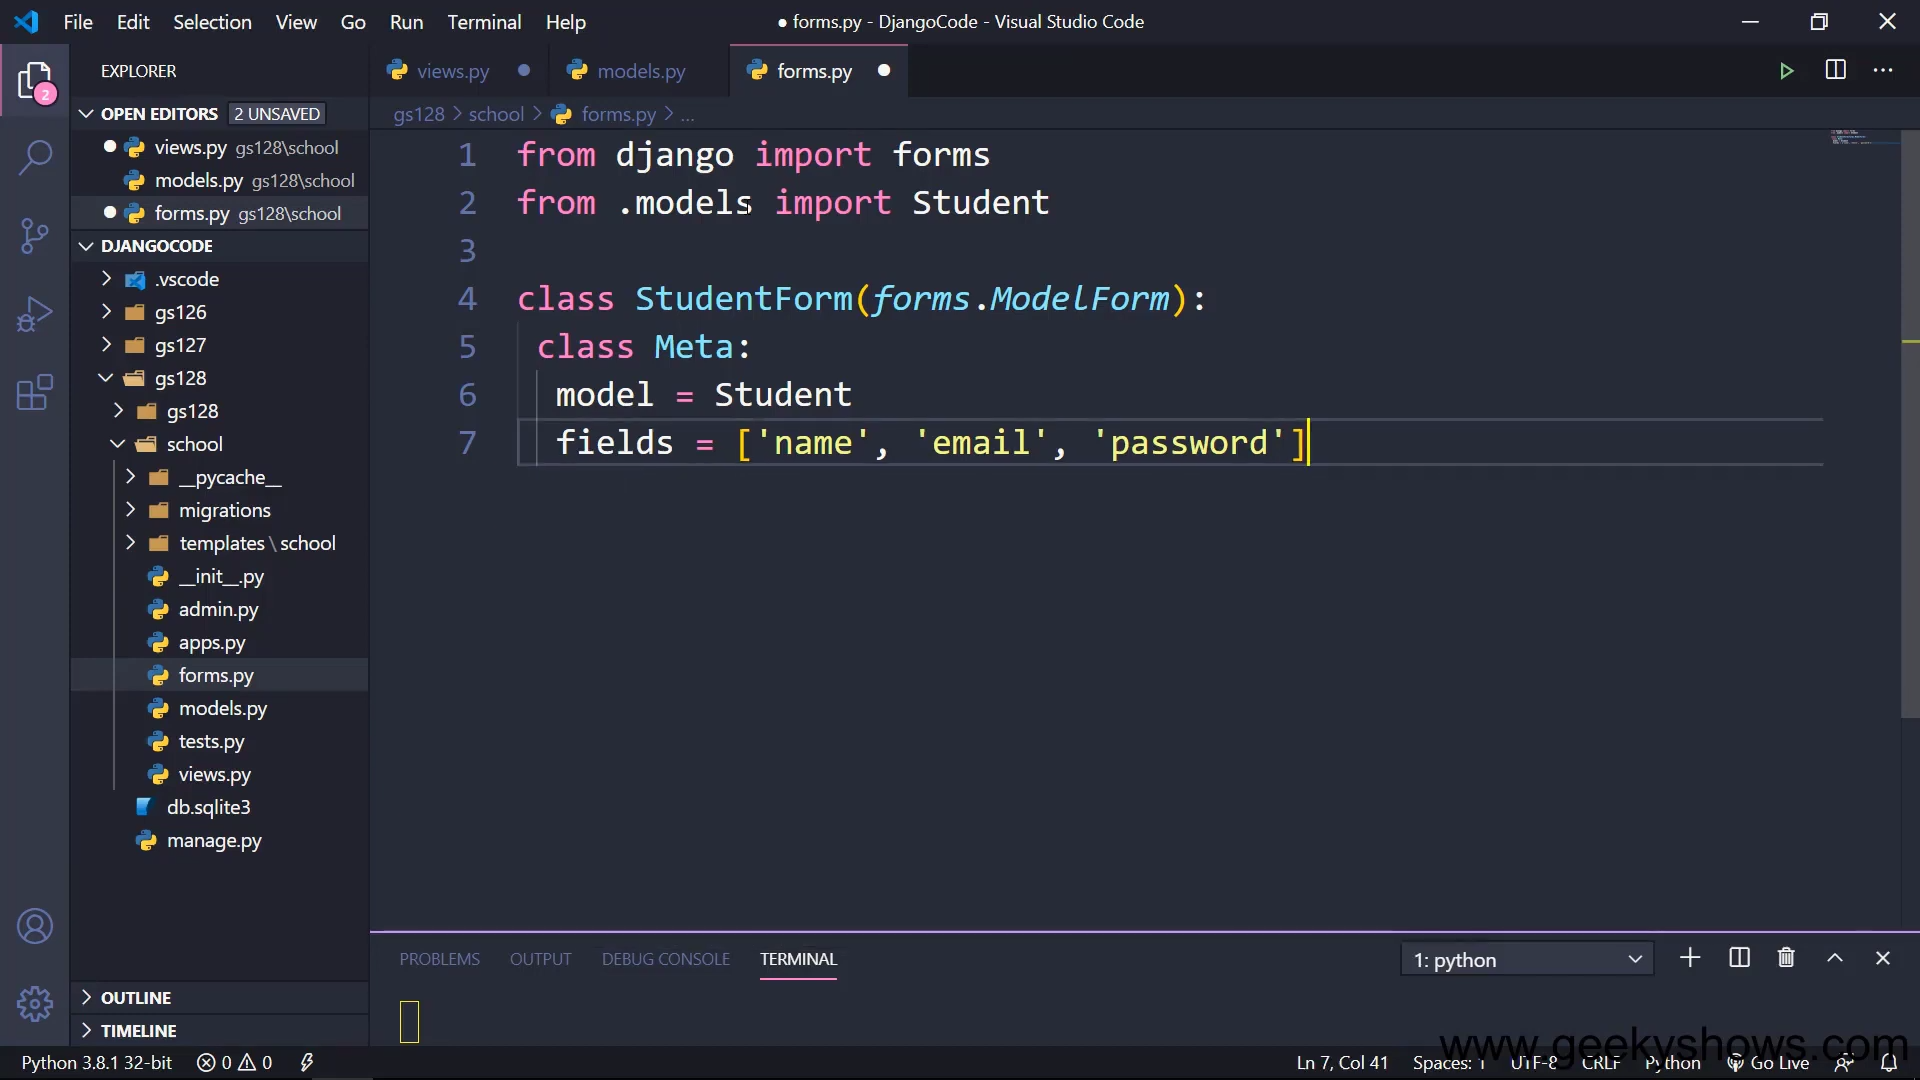 File Edit Selection View Go Run Terminal Help
● forms.py - DjangoCode - Visual Studio Code
EXPLORER
2
OPEN EDITORS 2 UNSAVED
views.py gs128\school
models.py gs128\school
forms.py gs128\school
DJANGOCODE
.vscode
gs126
gs127
gs128
gs128
school
__pycache__
migrations
templates\school
__init__.py
admin.py
apps.py
forms.py
models.py
tests.py
views.py
db.sqlite3
manage.py
OUTLINE
TIMELINE
views.py models.py forms.py
gs128 > school > forms.py > ...
1 from django import forms
2 from .models import Student
3
4 class StudentForm(forms.ModelForm):
5 class Meta:
6 model = Student
7 fields = ['name', 'email', 'password']
PROBLEMS OUTPUT DEBUG CONSOLE TERMINAL
1: python
www.geekyshows.com
Python 3.8.1 32-bit 0 0
Ln 7, Col 41 Spaces: 1 UTF-8 CRLF Python Go Live